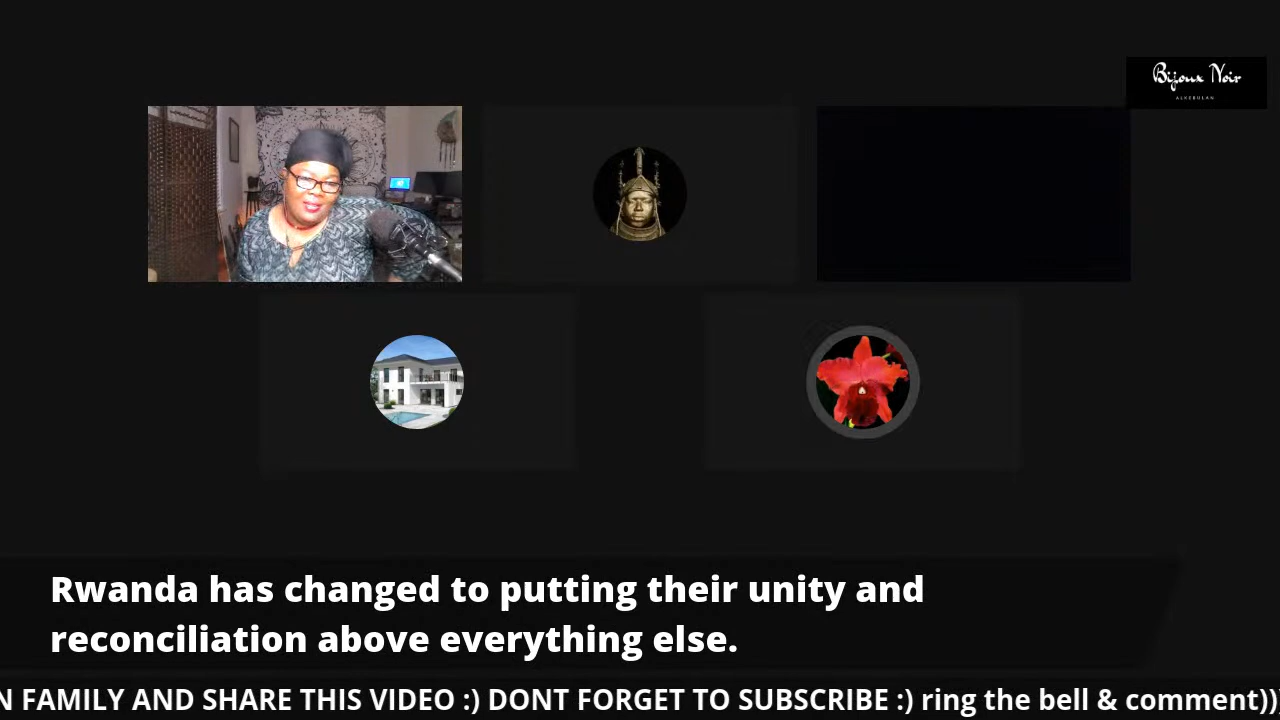 Bijoux Noir
ALKEBULAN
Rwanda has changed to putting their unity and
reconciliation above everything else.
N FAMILY AND SHARE THIS VIDEO :) DONT FORGET TO SUBSCRIBE :) ring the bell & comment)))